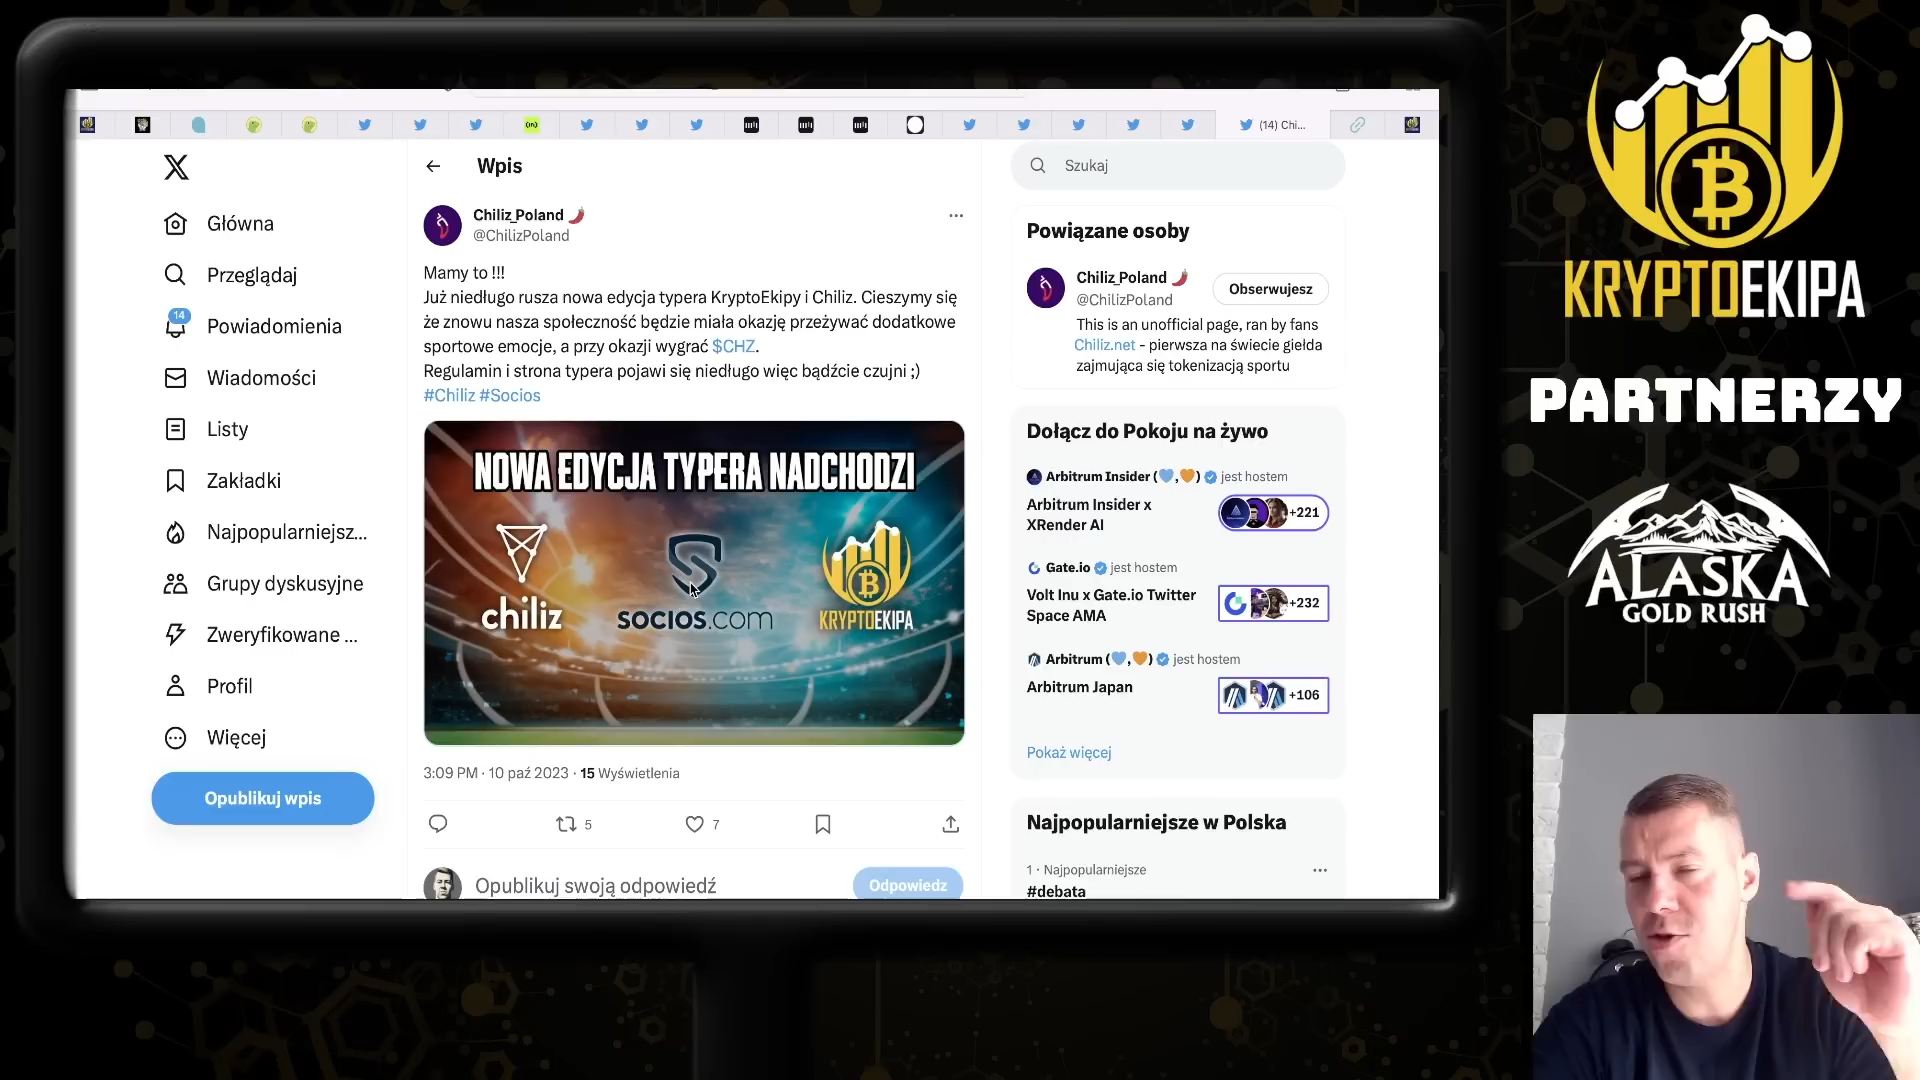 (14) Chi...
Wpis
Szukaj
Główna
Przeglądaj
14
Powiadomienia
Wiadomości
Listy
Zakładki
Najpopularniejsz...
Grupy dyskusyjne
Zweryfikowane ...
Profil
Więcej
Opublikuj wpis
Chiliz_Poland 🌶️
@ChilizPoland
Mamy to !!!
Już niedługo rusza nowa edycja typera KryptoEkipy i Chiliz. Cieszymy się
że znowu nasza społeczność będzie miała okazję przeżywać dodatkowe
sportowe emocje, a przy okazji wygrać $CHZ.
Regulamin i strona typera pojawi się niedługo więc bądźcie czujni ;)
#Chiliz #Socios
NOWA EDYCJA TYPERA NADCHODZI
chiliz
socios.com
KRYPTOEKIPA
3:09 PM · 10 paź 2023 · 15 Wyświetlenia
5
7
Opublikuj swoją odpowiedź
Odpowiedz
Powiązane osoby
Chiliz_Poland 🌶️
@ChilizPoland
Obserwujesz
This is an unofficial page, ran by fans
Chiliz.net - pierwsza na świecie giełda
zajmująca się tokenizacją sportu
Dołącz do Pokoju na żywo
Arbitrum Insider (💙,🧡) jest hostem
Arbitrum Insider x
XRender AI
+221
Gate.io jest hostem
Volt Inu x Gate.io Twitter
Space AMA
+232
Arbitrum (💙,🧡) jest hostem
Arbitrum Japan
+106
Pokaż więcej
Najpopularniejsze w Polska
1 · Najpopularniejsze
#debata
KRYPTOEKIPA
PARTNERZY
ALASKA
GOLD RUSH